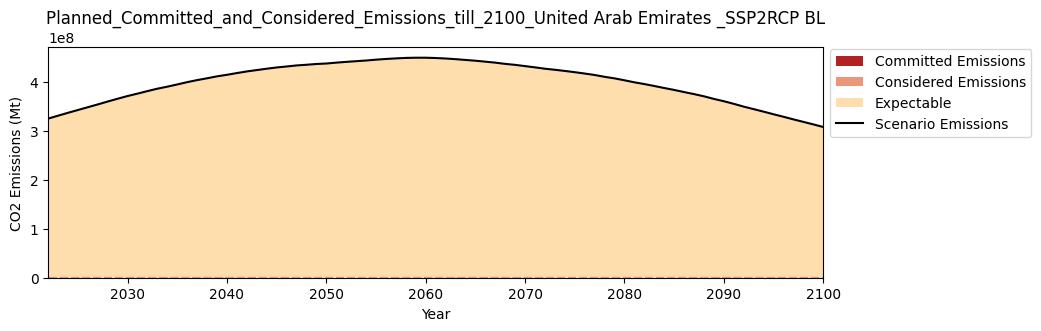 Planned_Committed_and_Considered_Emissions_till_2100_United Arab Emirates _SSP2RCP BL
1e8
4
3
2
1
0
CO2 Emissions (Mt)
2030 2040 2050 2060 2070 2080 2090 2100
Year
Committed Emissions
Considered Emissions
Expectable
Scenario Emissions